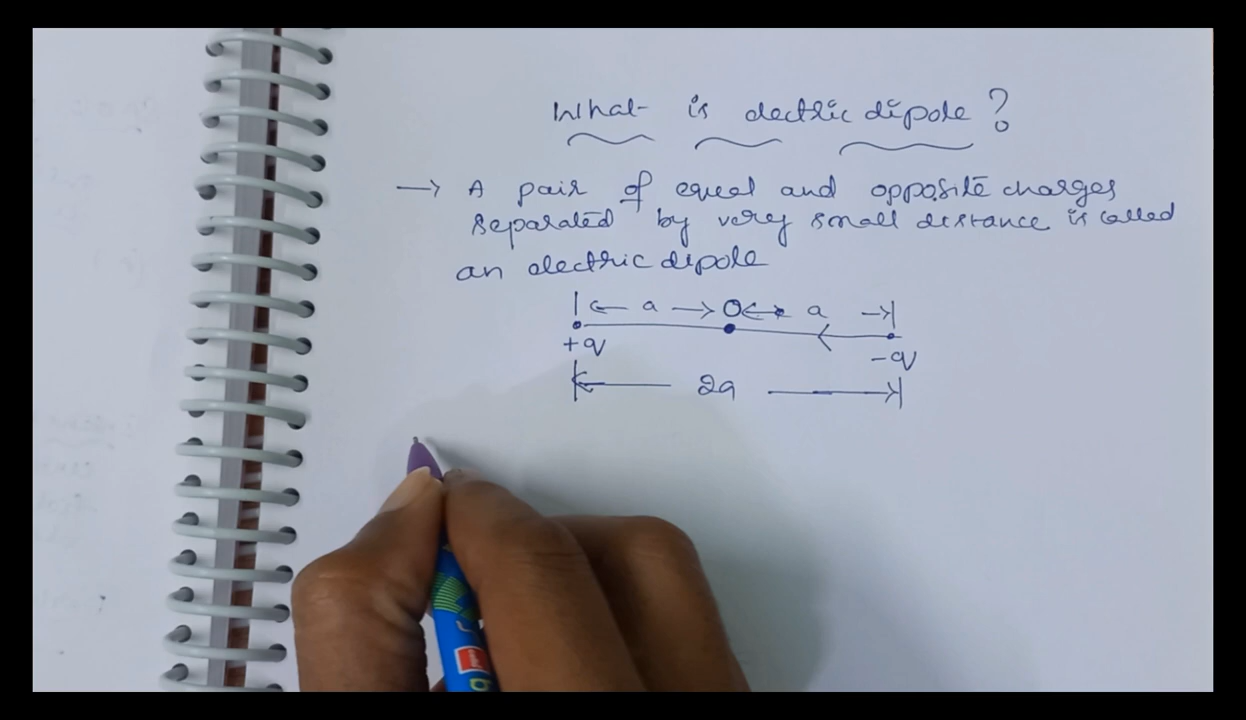 What is electric dipole?
→ A pair of equal and opposite charges
separated by very small distance is called
an electric dipole
|← a →O←→ a →|
+q -q
|← 2a →|